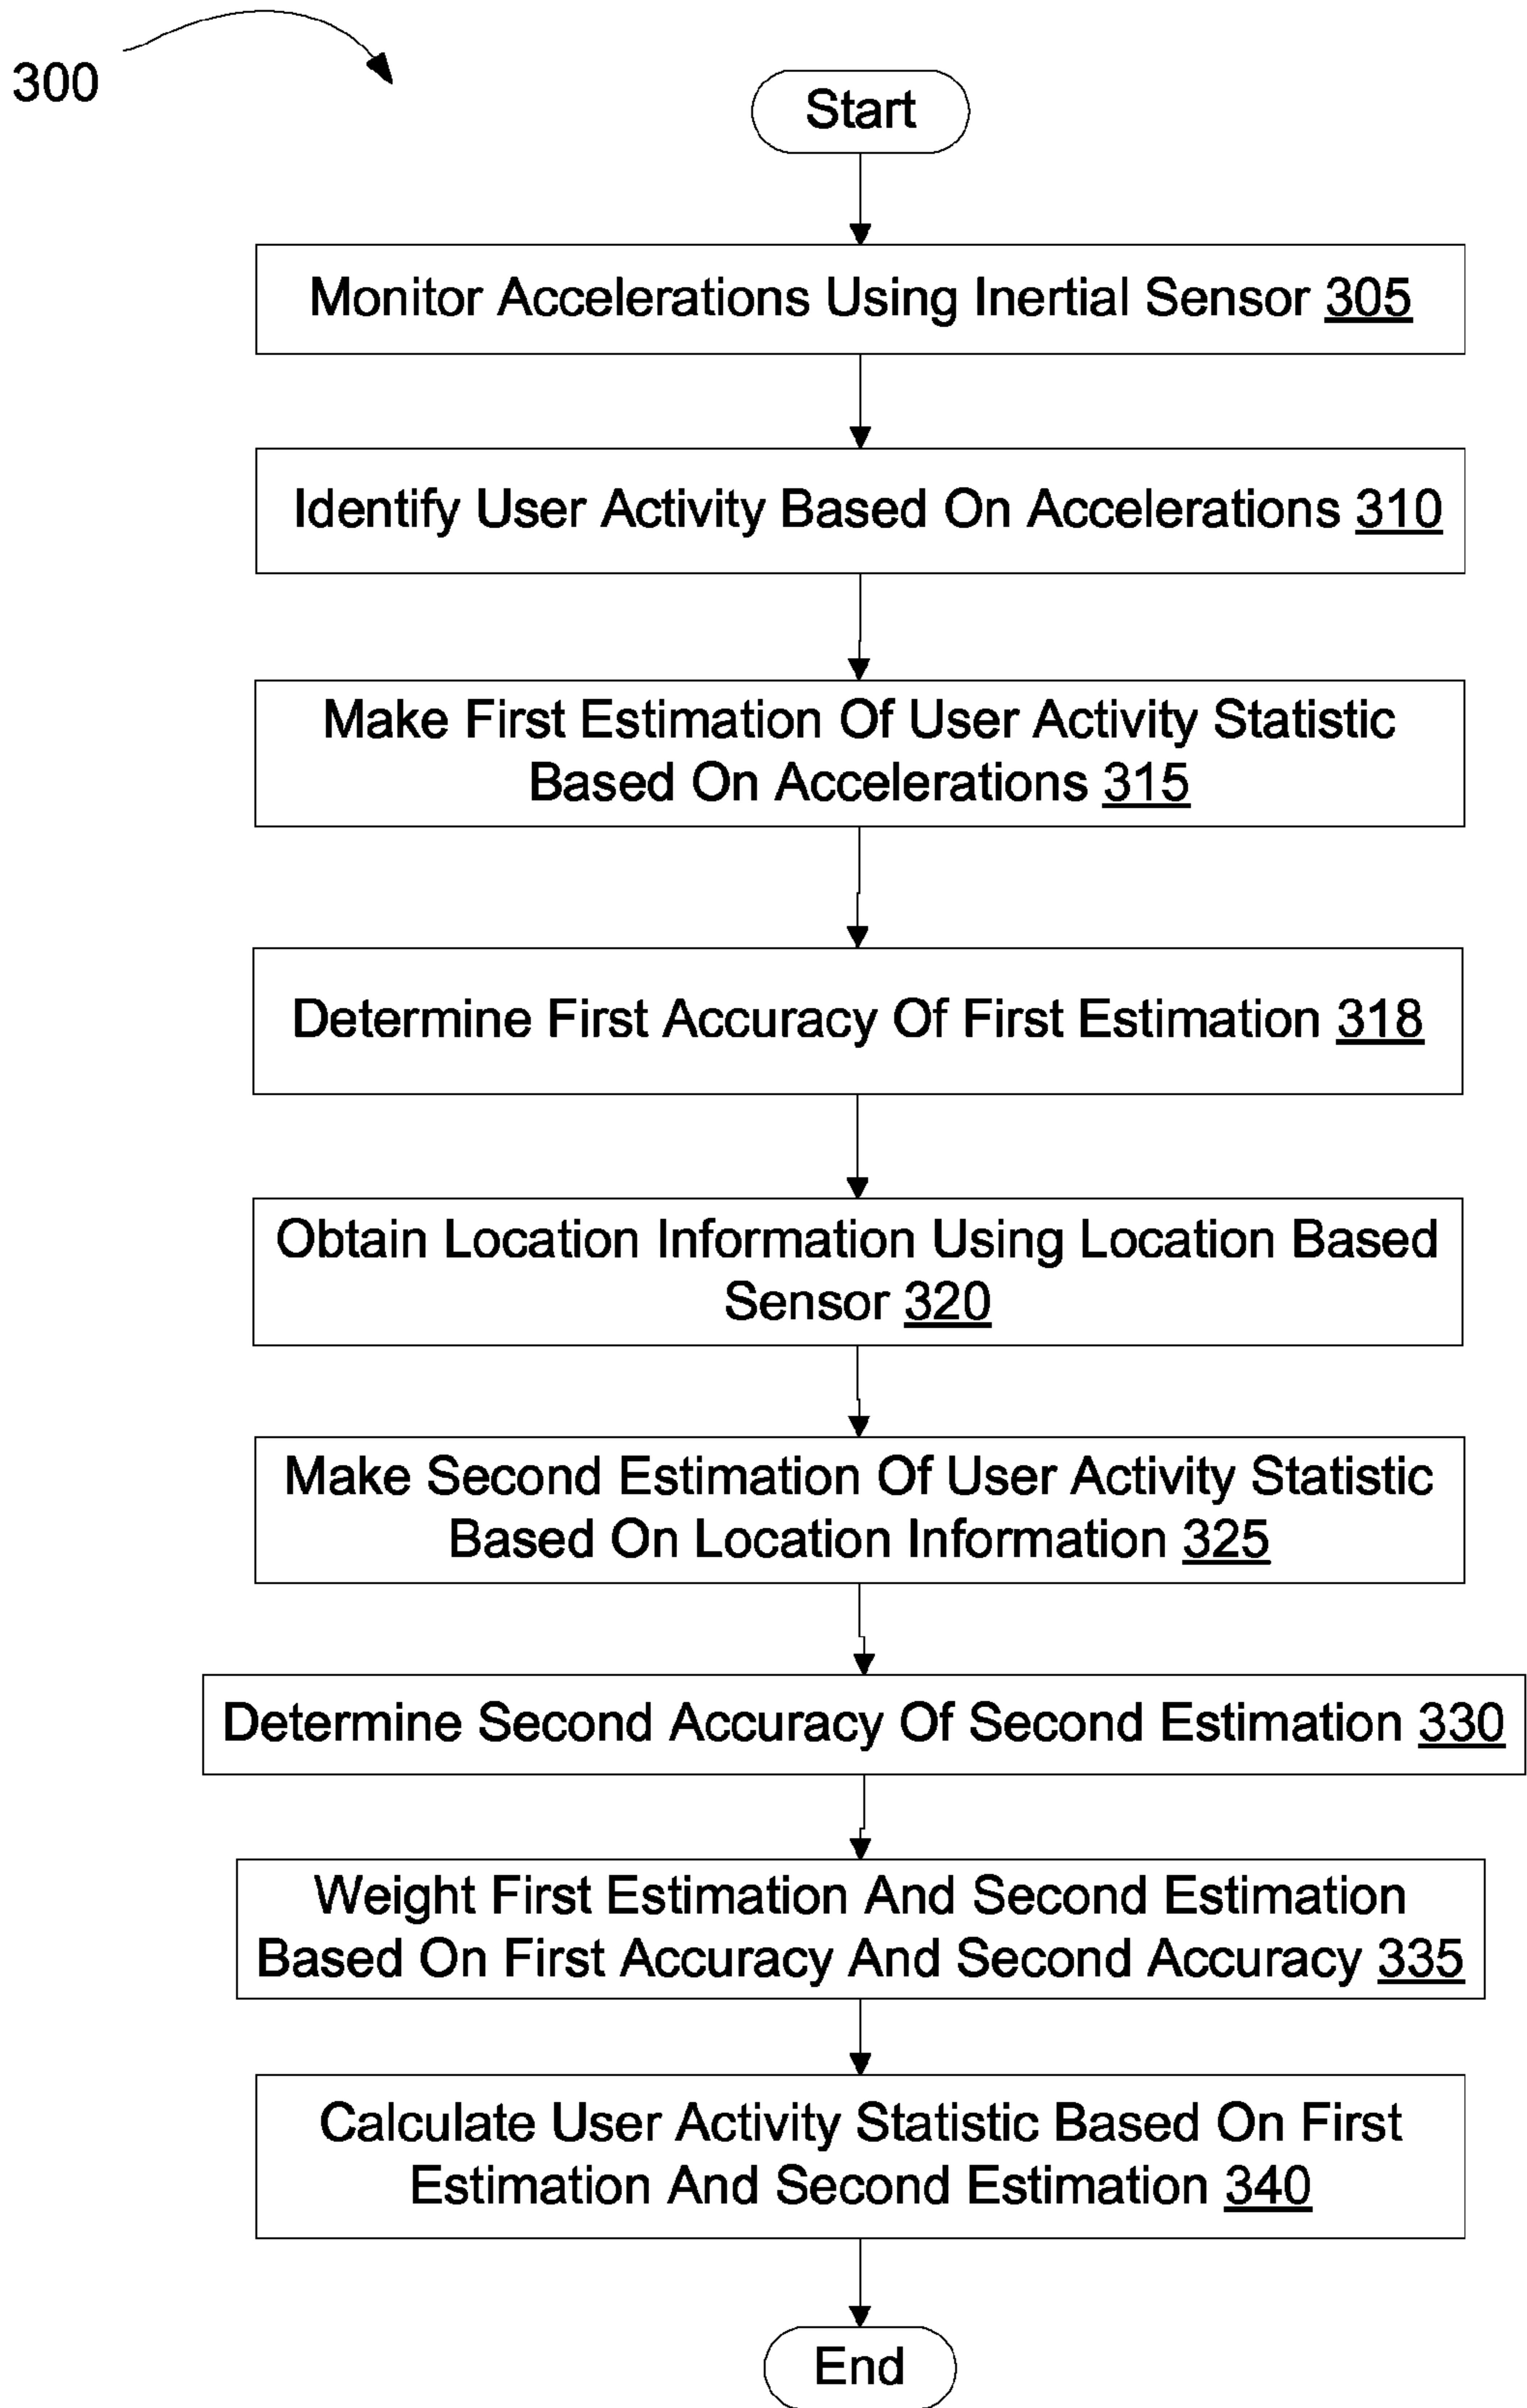 300
Start
Monitor Accelerations Using Inertial Sensor 305
Identify User Activity Based On Accelerations 310
Make First Estimation Of User Activity Statistic
Based On Accelerations 315
Determine First Accuracy Of First Estimation 318
Obtain Location Information Using Location Based
Sensor 320
Make Second Estimation Of User Activity Statistic
Based On Location Information 325
Determine Second Accuracy Of Second Estimation 330
Weight First Estimation And Second Estimation
Based On First Accuracy And Second Accuracy 335
Calculate User Activity Statistic Based On First
Estimation And Second Estimation 340
End